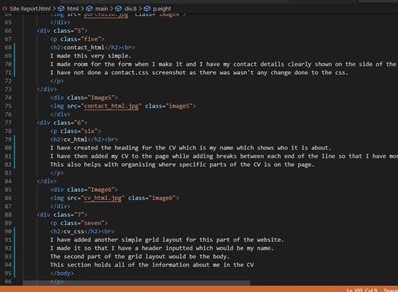 Site Report.html > html > main > div.8 > p.eight
64 <img src="portfolio.jpg" class="image4">
65 </div>
66 <div class="5">
67 <p class="five">
68 <h2>contact_html</h2><br>
69 I made this very simple.
70 I made room for the form when I make it and I have my contact details clearly shown on the side of the
71 I have not done a contact.css screenshot as there was wasn't any change done to the css.
72 </p>
73 </div>
74 <div class="Image5">
75 <img src="contact_html.jpg" class="image5">
76 </div>
77 <div class="6">
78 <p class="six">
79 <h2>cv_html</h2><br>
80 I have created the heading for the CV which is my name which shows who it is about.
81 I have then added my CV to the page while adding breaks between each end of the line so that I have mor
82 This also helps with organising where specific parts of the CV is on the page.
83 </p>
84 </div>
85 <div class="Image6">
86 <img src="cv_html.jpg" class="image6">
87 </div>
88 <div class="7">
89 <p class="seven">
90 <h2>cv_css</h2><br>
91 I have added another simple grid layout for this part of the website.
92 I made it so that I have a header inputted which would be my name.
93 The second part of the grid layout would be the body.
94 This section holds all of the information about me in the CV
95 </body>
96 </p>
Ln 103, Col 9